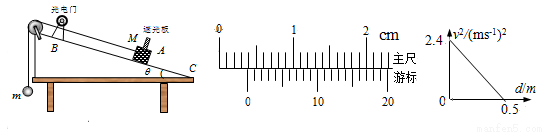 光电门
遮光板
B
M
A
θ
C
m
0 1 2 cm
主尺
游标
0 10 20
v²/(ms⁻¹)²
2.4
0
0.5
d/m